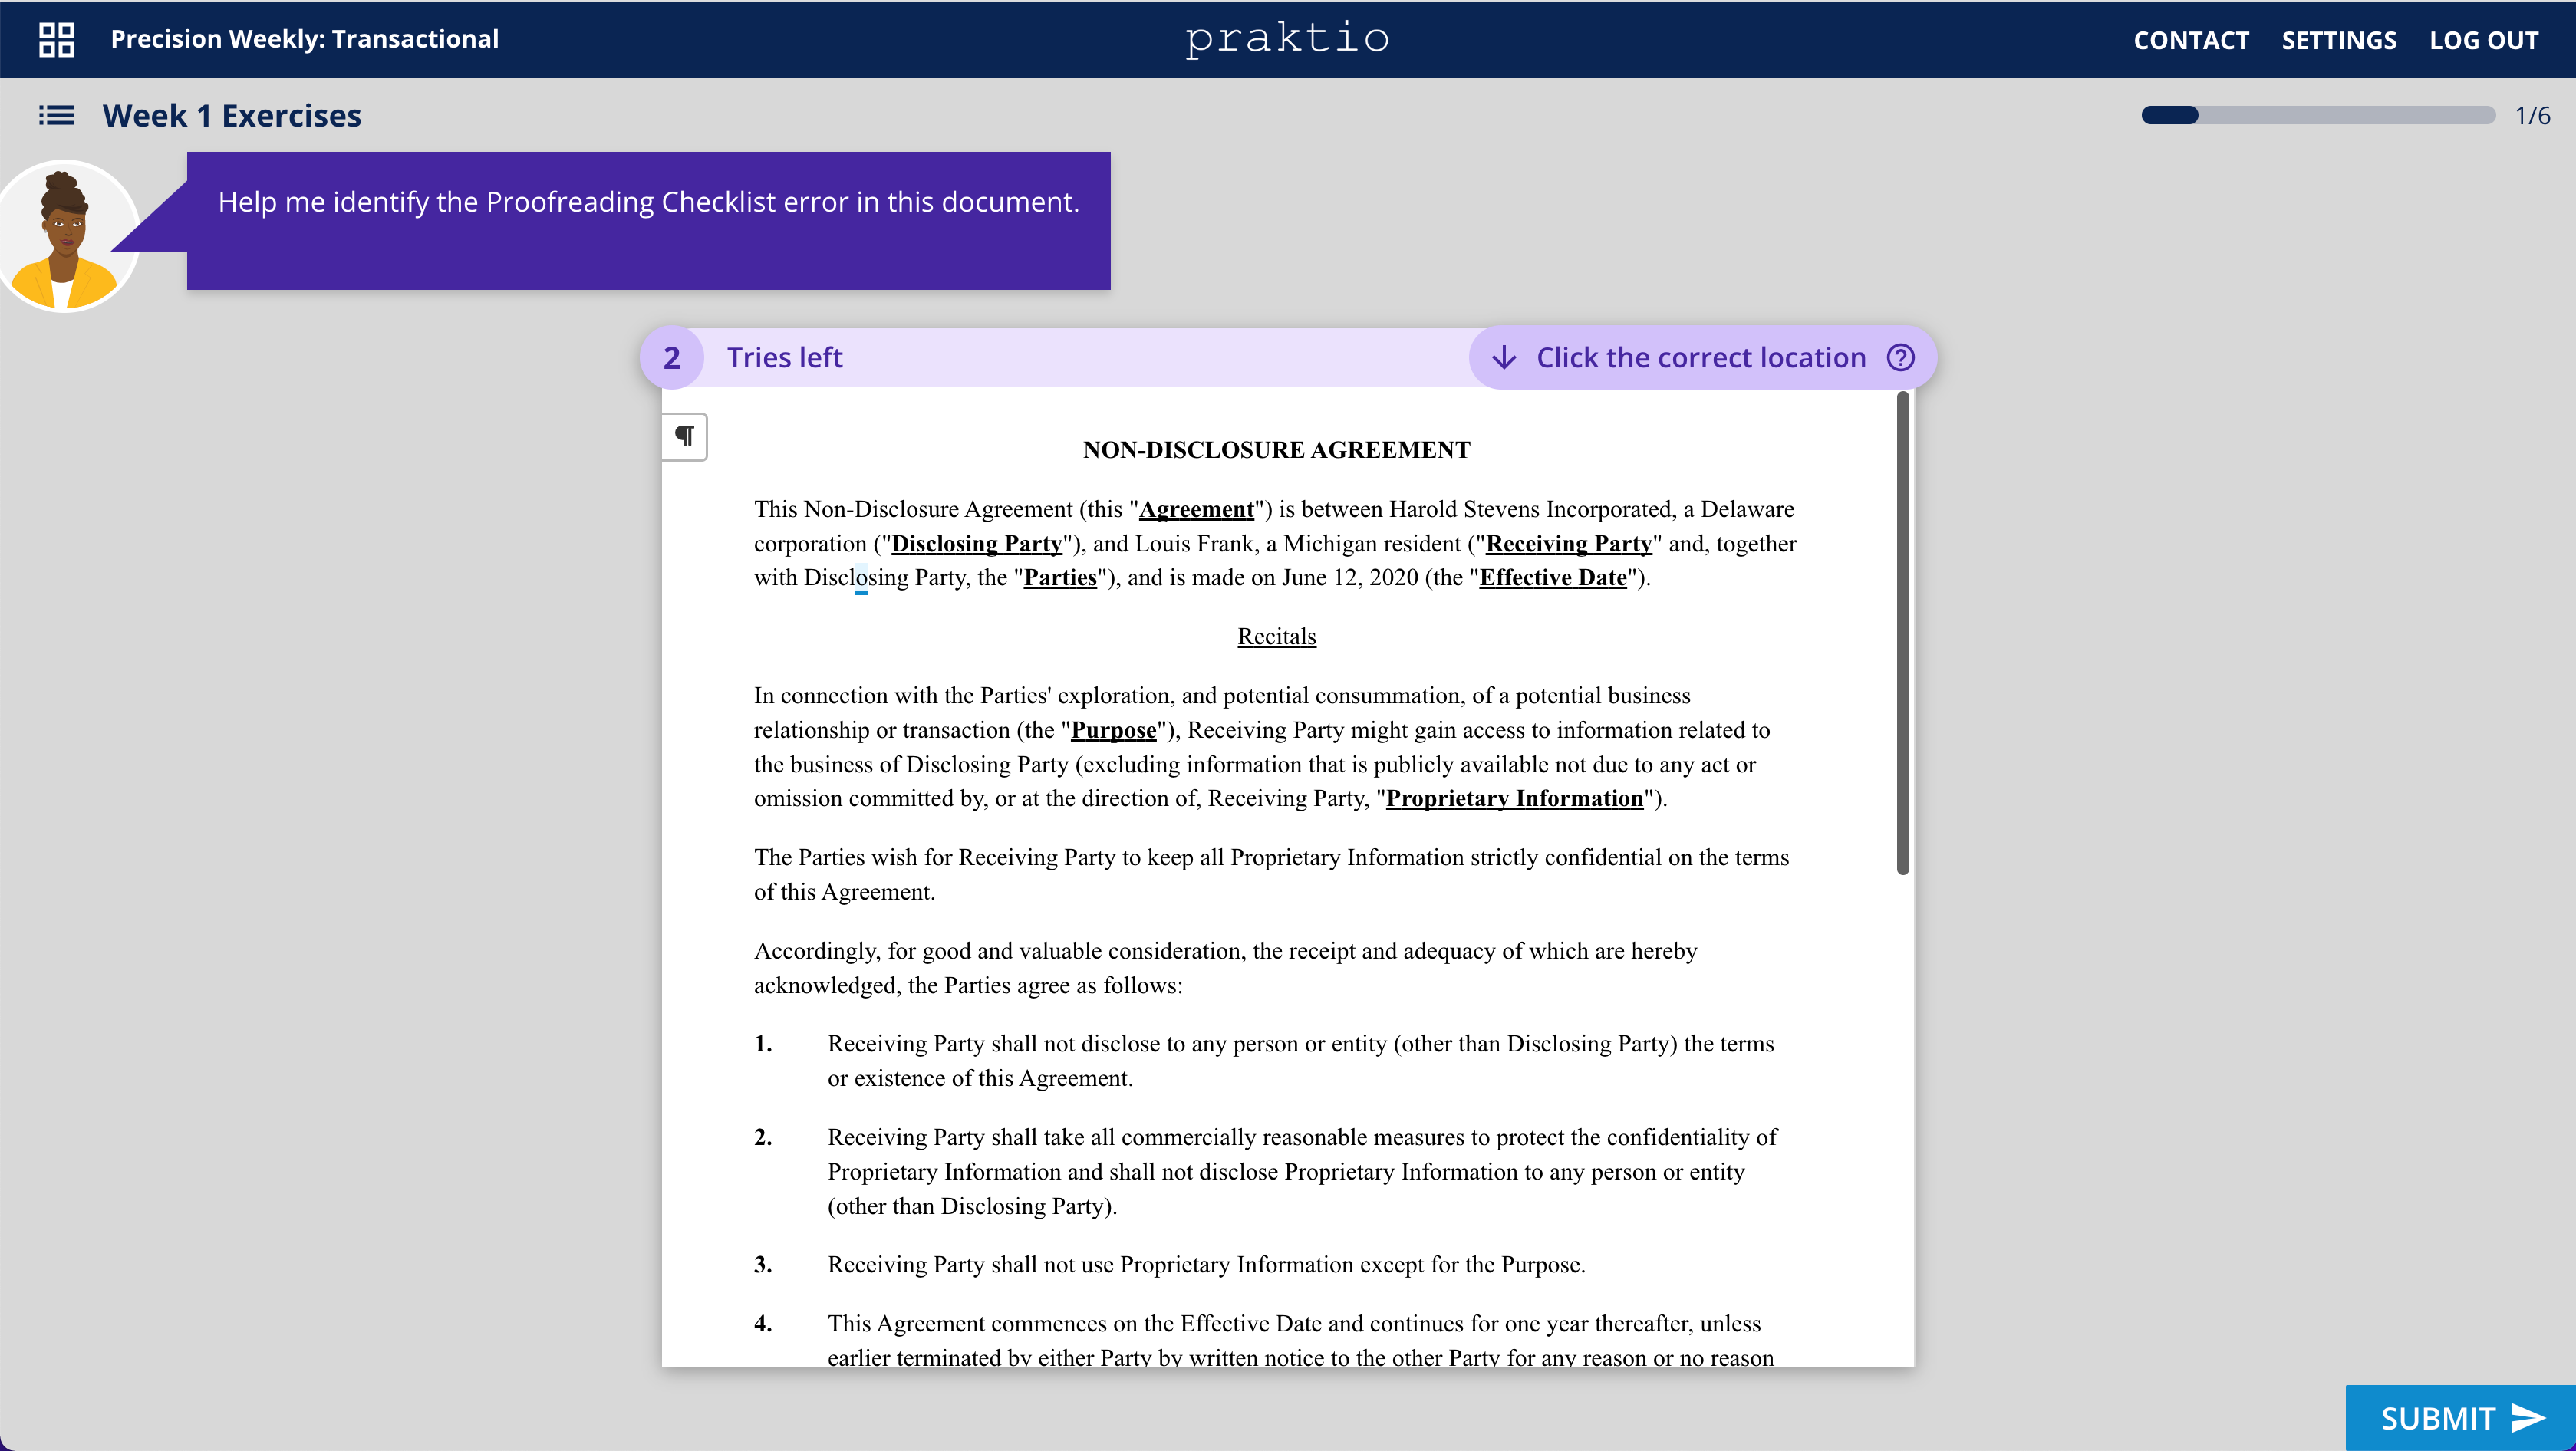 Precision Weekly: Transactional
praktio
CONTACT SETTINGS LOG OUT
Week 1 Exercises
1/6
Help me identify the Proofreading Checklist error in this document.
2 Tries left
Click the correct location
¶
NON-DISCLOSURE AGREEMENT
This Non-Disclosure Agreement (this "Agreement") is between Harold Stevens Incorporated, a Delaware
corporation ("Disclosing Party"), and Louis Frank, a Michigan resident ("Receiving Party" and, together
with Disclosing Party, the "Parties"), and is made on June 12, 2020 (the "Effective Date").
Recitals
In connection with the Parties' exploration, and potential consummation, of a potential business
relationship or transaction (the "Purpose"), Receiving Party might gain access to information related to
the business of Disclosing Party (excluding information that is publicly available not due to any act or
omission committed by, or at the direction of, Receiving Party, "Proprietary Information").
The Parties wish for Receiving Party to keep all Proprietary Information strictly confidential on the terms
of this Agreement.
Accordingly, for good and valuable consideration, the receipt and adequacy of which are hereby
acknowledged, the Parties agree as follows:
1. Receiving Party shall not disclose to any person or entity (other than Disclosing Party) the terms
or existence of this Agreement.
2. Receiving Party shall take all commercially reasonable measures to protect the confidentiality of
Proprietary Information and shall not disclose Proprietary Information to any person or entity
(other than Disclosing Party).
3. Receiving Party shall not use Proprietary Information except for the Purpose.
4. This Agreement commences on the Effective Date and continues for one year thereafter, unless
earlier terminated by either Party by written notice to the other Party for any reason or no reason
SUBMIT